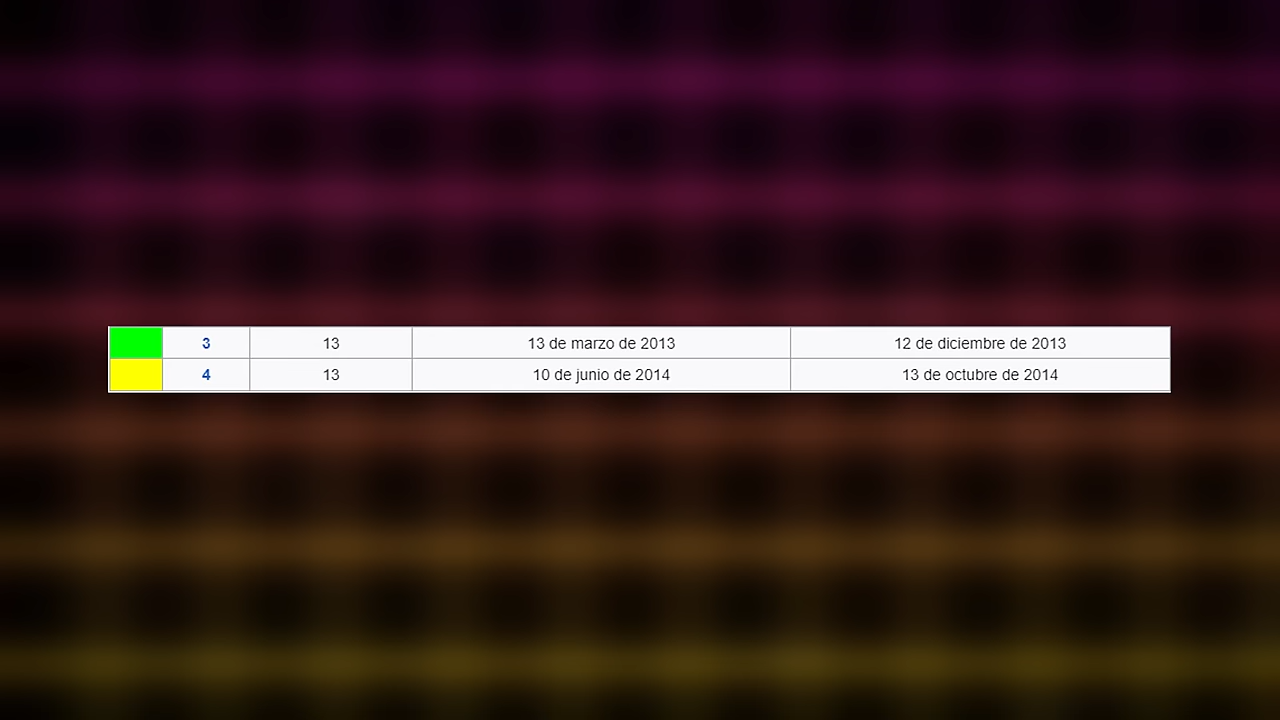 3 13 13 de marzo de 2013 12 de diciembre de 2013
4 13 10 de junio de 2014 13 de octubre de 2014